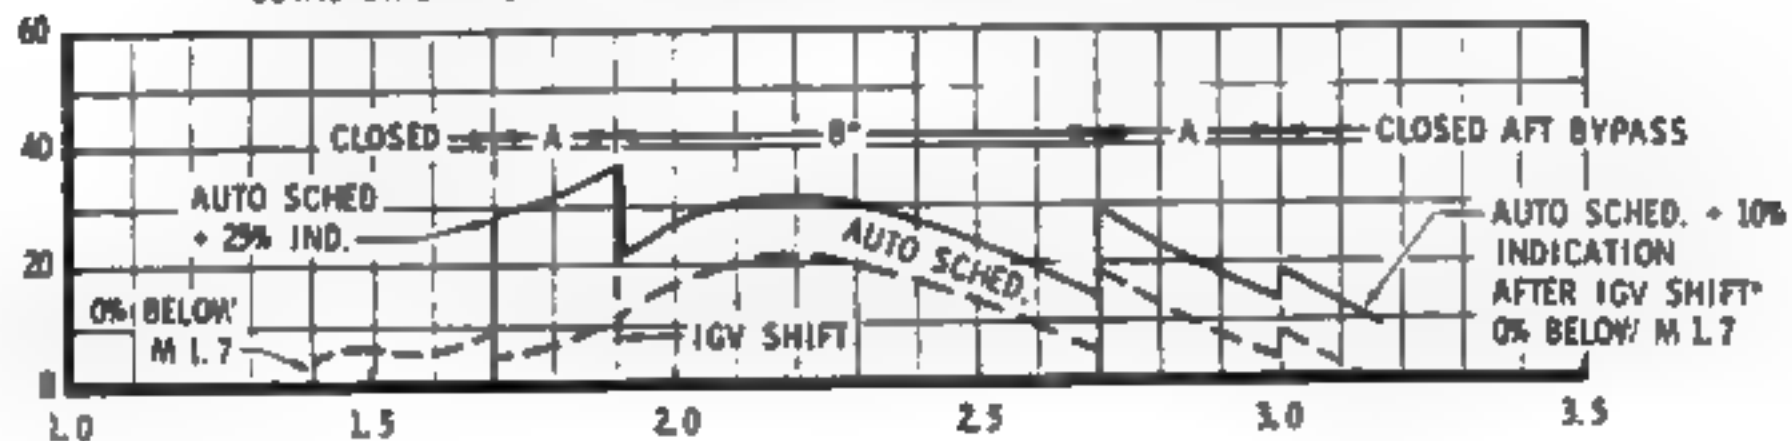 60
CLOSED A B* A CLOSED AFT BYPASS
40
AUTO SCHED
+ 25% IND.
AUTO SCHED.
AUTO SCHED. + 10%
INDICATION
AFTER IGV SHIFT*
0% BELOW M 1.7
20
0% BELOW
M 1.7
IGV SHIFT
0
1.0 1.5 2.0 2.5 3.0 3.5